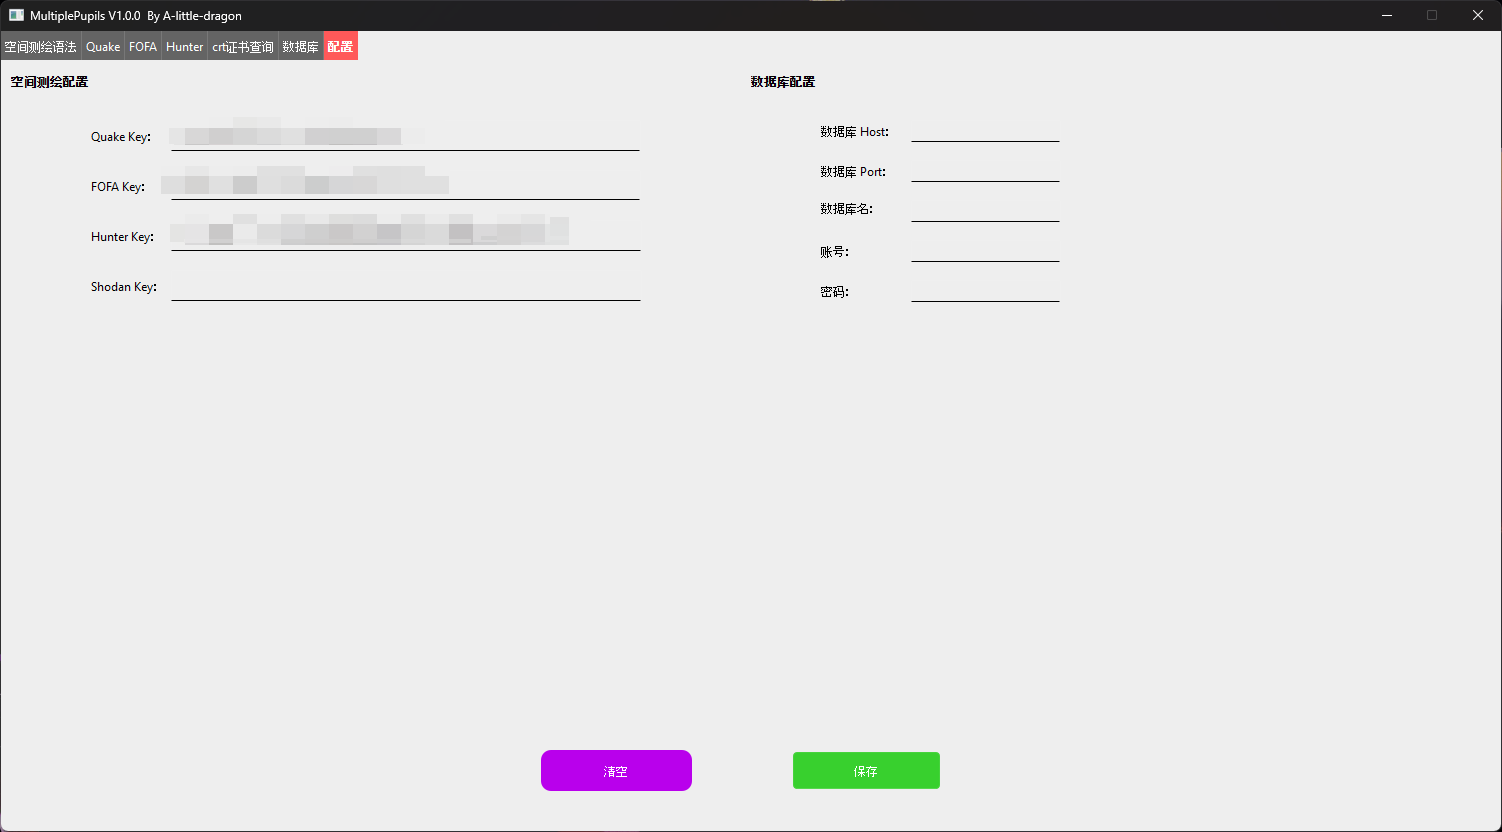 MultiplePupils V1.0.0  By A-little-dragon
空间测绘语法 Quake FOFA Hunter crt证书查询 数据库 配置
空间测绘配置
Quake Key:
FOFA Key:
Hunter Key:
Shodan Key:
数据库配置
数据库 Host:
数据库 Port:
数据库名:
账号:
密码:
清空
保存